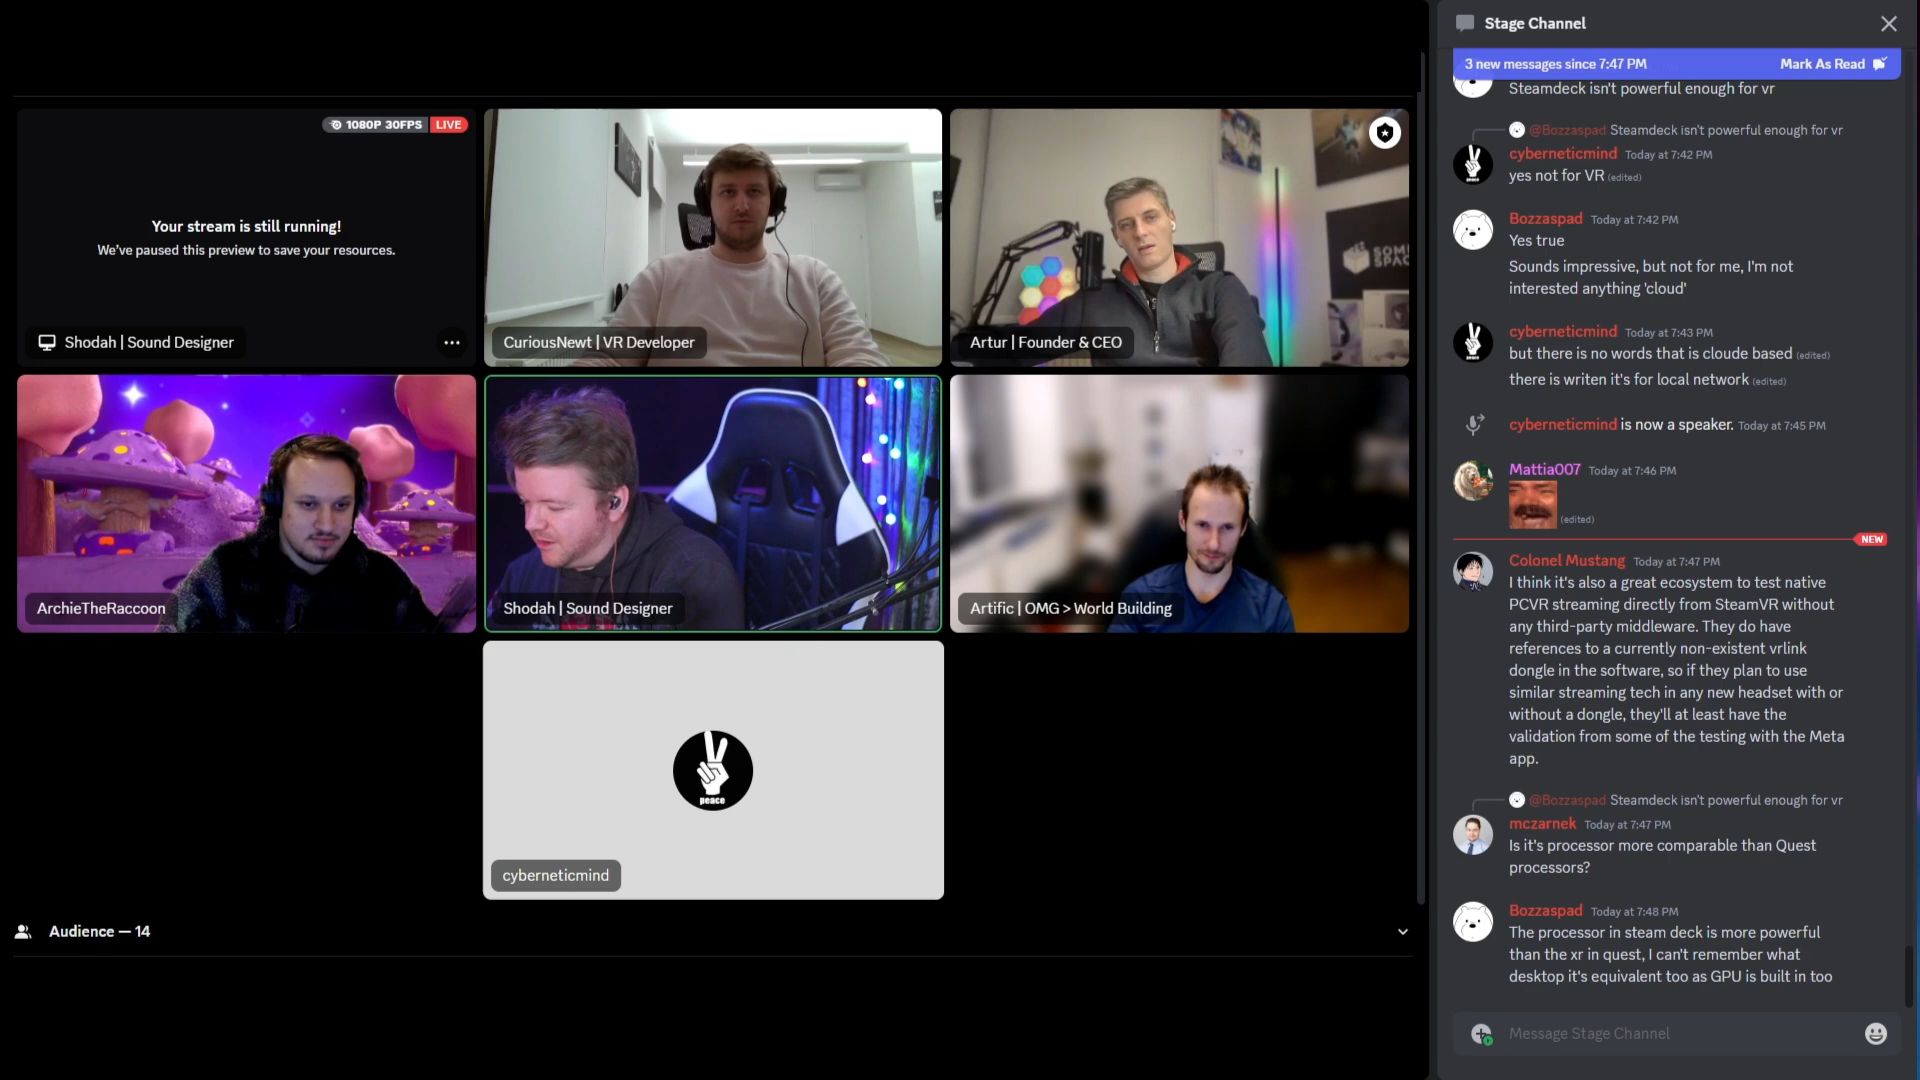 1080P 30FPS LIVE
Your stream is still running!
We've paused this preview to save your resources.
Shodah | Sound Designer
CuriousNewt | VR Developer
SOMN
SPAC
Artur | Founder & CEO
ArchieTheRaccoon
Shodah | Sound Designer
Artific | OMG > World Building
peace
cyberneticmind
Audience — 14
Stage Channel
3 new messages since 7:47 PM Mark As Read
Steamdeck isn't powerful enough for vr
@Bozzaspad Steamdeck isn't powerful enough for vr
cyberneticmind Today at 7:42 PM
yes not for VR (edited)
Bozzaspad Today at 7:42 PM
Yes true
Sounds impressive, but not for me, I'm not
interested anything 'cloud'
cyberneticmind Today at 7:43 PM
but there is no words that is cloude based (edited)
there is writen it's for local network (edited)
cyberneticmind is now a speaker. Today at 7:45 PM
Mattia007 Today at 7:46 PM
(edited)
NEW
Colonel Mustang Today at 7:47 PM
I think it's also a great ecosystem to test native
PCVR streaming directly from SteamVR without
any third-party middleware. They do have
references to a currently non-existent vrlink
dongle in the software, so if they plan to use
similar streaming tech in any new headset with or
without a dongle, they'll at least have the
validation from some of the testing with the Meta
app.
@Bozzaspad Steamdeck isn't powerful enough for vr
mczarnek Today at 7:47 PM
Is it's processor more comparable than Quest
processors?
Bozzaspad Today at 7:48 PM
The processor in steam deck is more powerful
than the xr in quest, I can't remember what
desktop it's equivalent too as GPU is built in too
Message Stage Channel